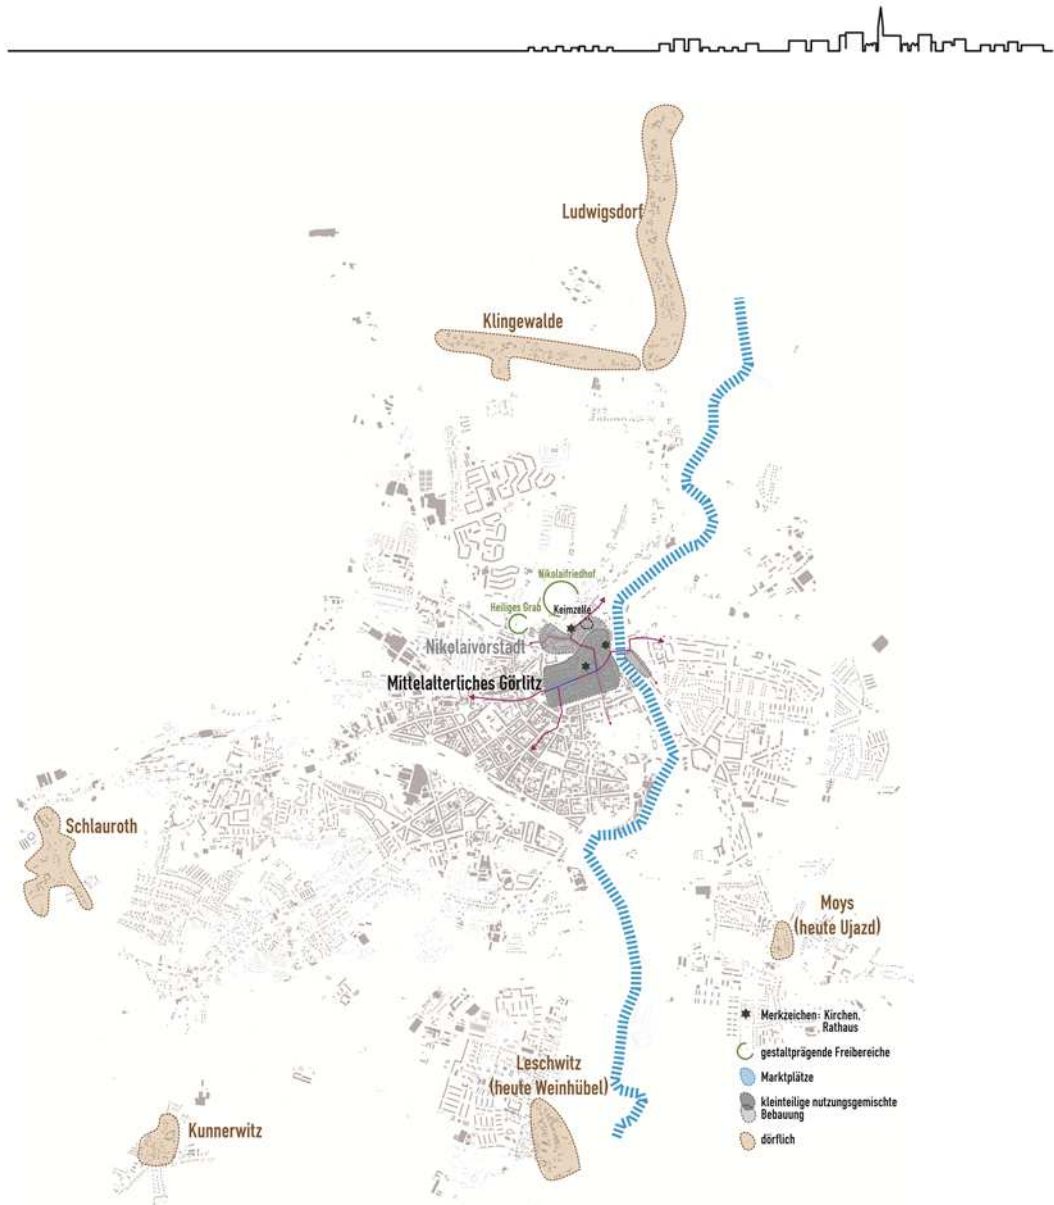 Ludwigsdorf
Klingewalde
Nikolaifriedhof
Heiliges Grab
Keimzelle
Nikolaivorstadt
Mittelalterliches Görlitz
Schlauroth
Moys
(heute Ujazd)
Leschwitz
(heute Weinhübel)
Kunnerwitz
Merkzeichen: Kirchen,
Rathaus
gestaltprägende Freibereiche
Marktplätze
kleinteilige nutzungsgemischte
Bebauung
dörflich